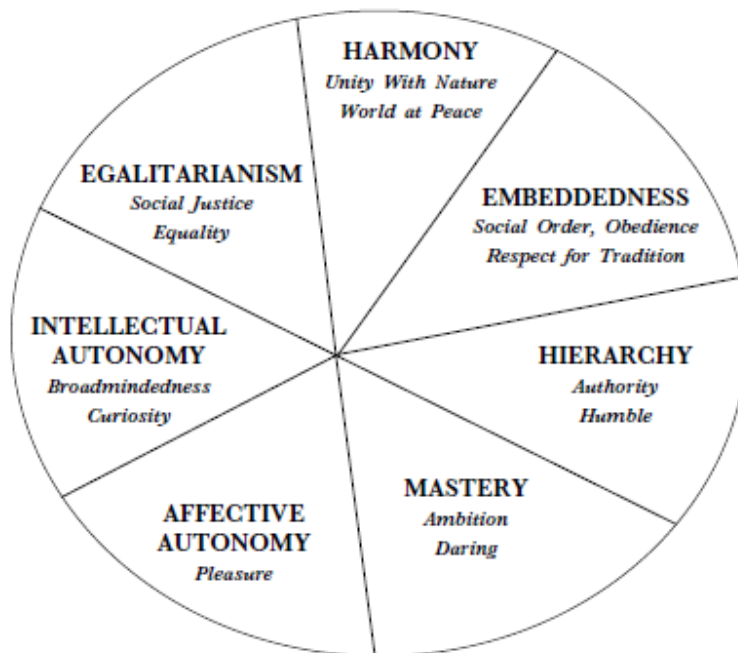 HARMONY
Unity With Nature
World at Peace
EGALITARIANISM
Social Justice
Equality
EMBEDDEDNESS
Social Order, Obedience
Respect for Tradition
INTELLECTUAL
AUTONOMY
Broadmindedness
Curiosity
HIERARCHY
Authority
Humble
AFFECTIVE
AUTONOMY
Pleasure
MASTERY
Ambition
Daring